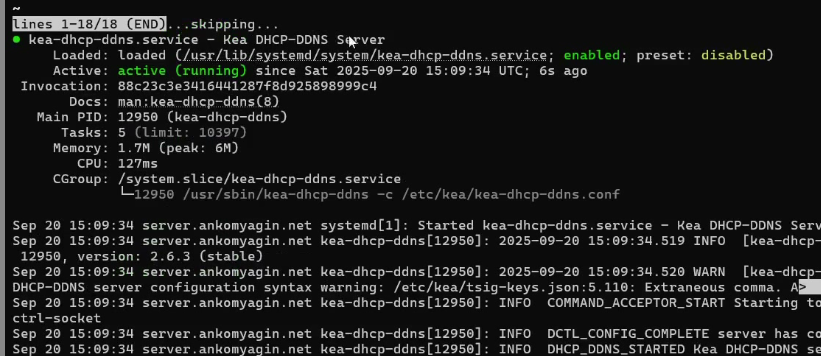 ~
lines 1-18/18 (END)...skipping...
● kea-dhcp-ddns.service - Kea DHCP-DDNS Server
Loaded: loaded (/usr/lib/systemd/system/kea-dhcp-ddns.service; enabled; preset: disabled)
Active: active (running) since Sat 2025-09-20 15:09:34 UTC; 6s ago
Invocation: 88c23c3e3416441287f8d925898999c4
Docs: man:kea-dhcp-ddns(8)
Main PID: 12950 (kea-dhcp-ddns)
Tasks: 5 (limit: 10397)
Memory: 1.7M (peak: 6M)
CPU: 127ms
CGroup: /system.slice/kea-dhcp-ddns.service
└─12950 /usr/sbin/kea-dhcp-ddns -c /etc/kea/kea-dhcp-ddns.conf
Sep 20 15:09:34 server.ankomyagin.net systemd[1]: Started kea-dhcp-ddns.service - Kea DHCP-DDNS Serv
Sep 20 15:09:34 server.ankomyagin.net kea-dhcp-ddns[12950]: 2025-09-20 15:09:34.519 INFO  [kea-dhcp-
12950, version: 2.6.3 (stable)
Sep 20 15:09:34 server.ankomyagin.net kea-dhcp-ddns[12950]: 2025-09-20 15:09:34.520 WARN  [kea-dhcp-
DHCP-DDNS server configuration syntax warning: /etc/kea/tsig-keys.json:5.110: Extraneous comma. A>
Sep 20 15:09:34 server.ankomyagin.net kea-dhcp-ddns[12950]: INFO  COMMAND_ACCEPTOR_START Starting to
ctrl-socket
Sep 20 15:09:34 server.ankomyagin.net kea-dhcp-ddns[12950]: INFO  DCTL_CONFIG_COMPLETE server has co
Sep 20 15:09:34 server.ankomyagin.net kea-dhcp-ddns[12950]: INFO  DHCP_DDNS_STARTED Kea DHCP-DDNS se